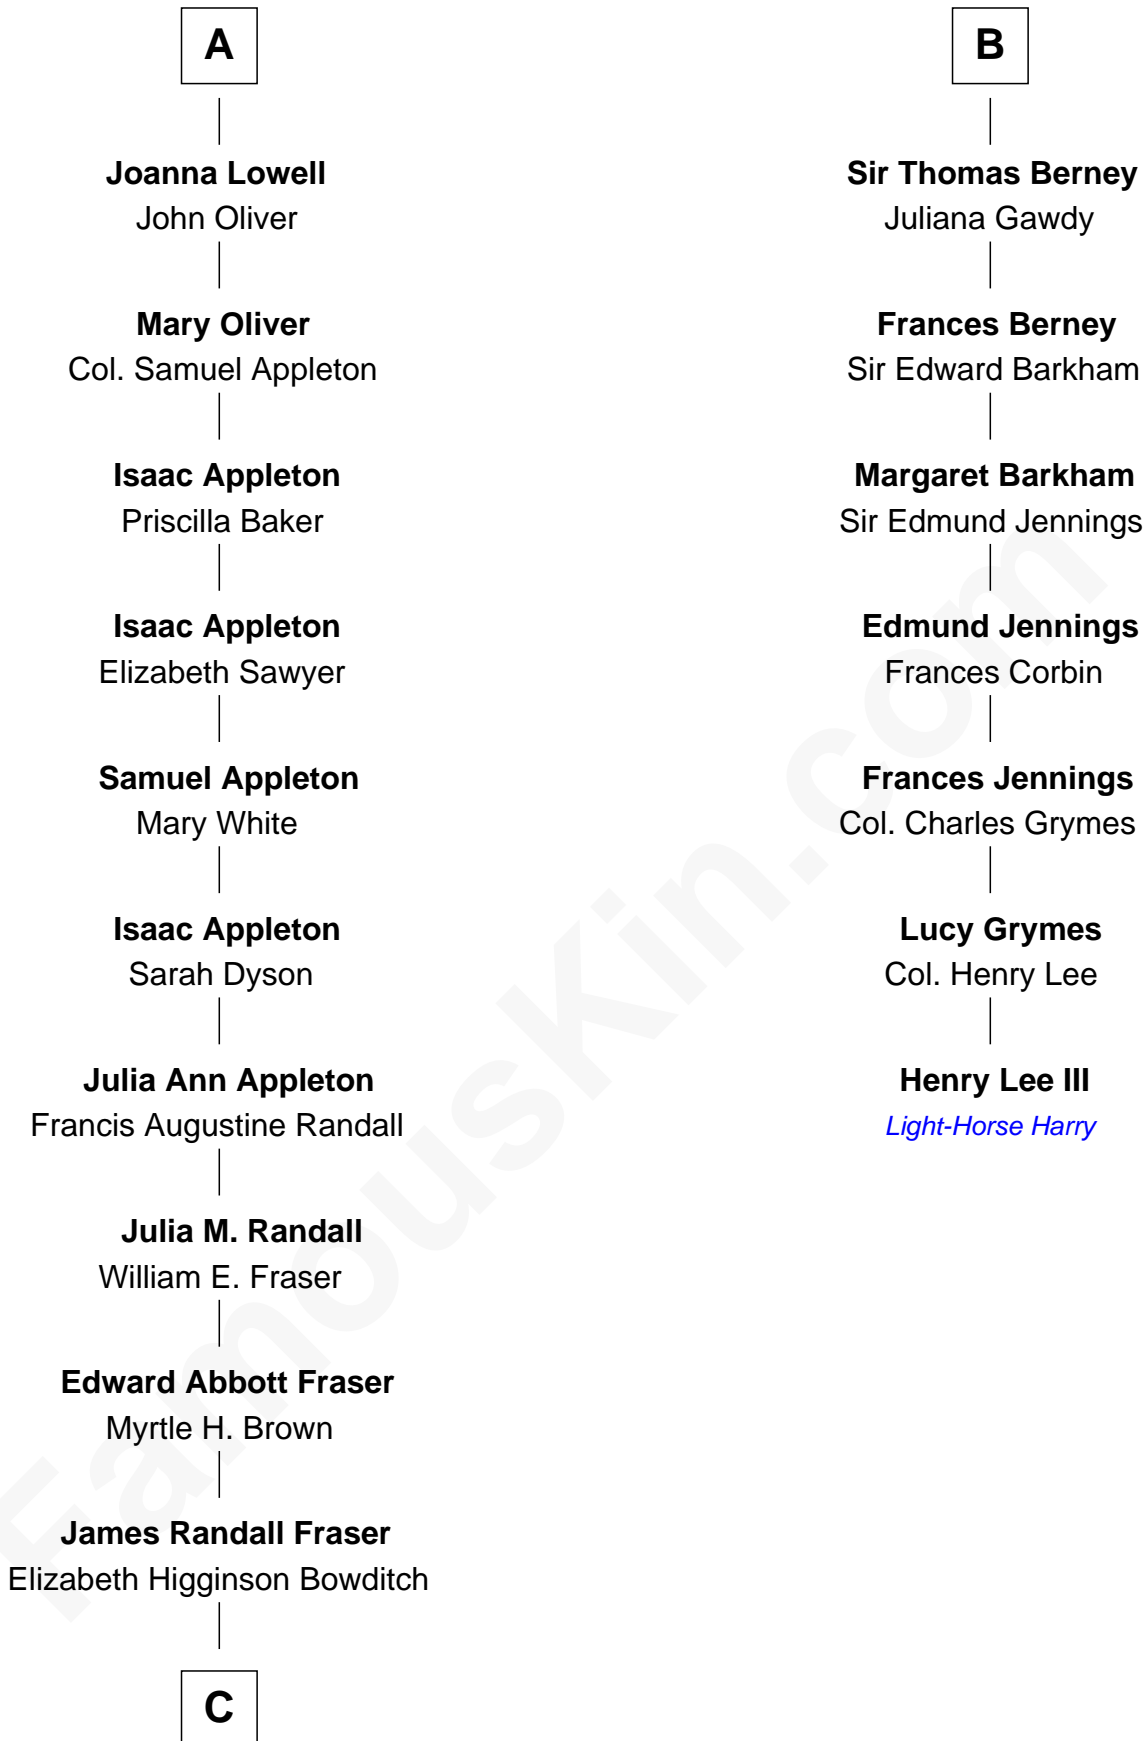 A
Joanna Lowell
John Oliver
Mary Oliver
Col. Samuel Appleton
Isaac Appleton
Priscilla Baker
Isaac Appleton
Elizabeth Sawyer
Samuel Appleton
Mary White
Isaac Appleton
Sarah Dyson
Julia Ann Appleton
Francis Augustine Randall
Julia M. Randall
William E. Fraser
Edward Abbott Fraser
Myrtle H. Brown
James Randall Fraser
Elizabeth Higginson Bowditch
C
B
Sir Thomas Berney
Juliana Gawdy
Frances Berney
Sir Edward Barkham
Margaret Barkham
Sir Edmund Jennings
Edmund Jennings
Frances Corbin
Frances Jennings
Col. Charles Grymes
Lucy Grymes
Col. Henry Lee
Henry Lee III
Light-Horse Harry
FamousKin.com